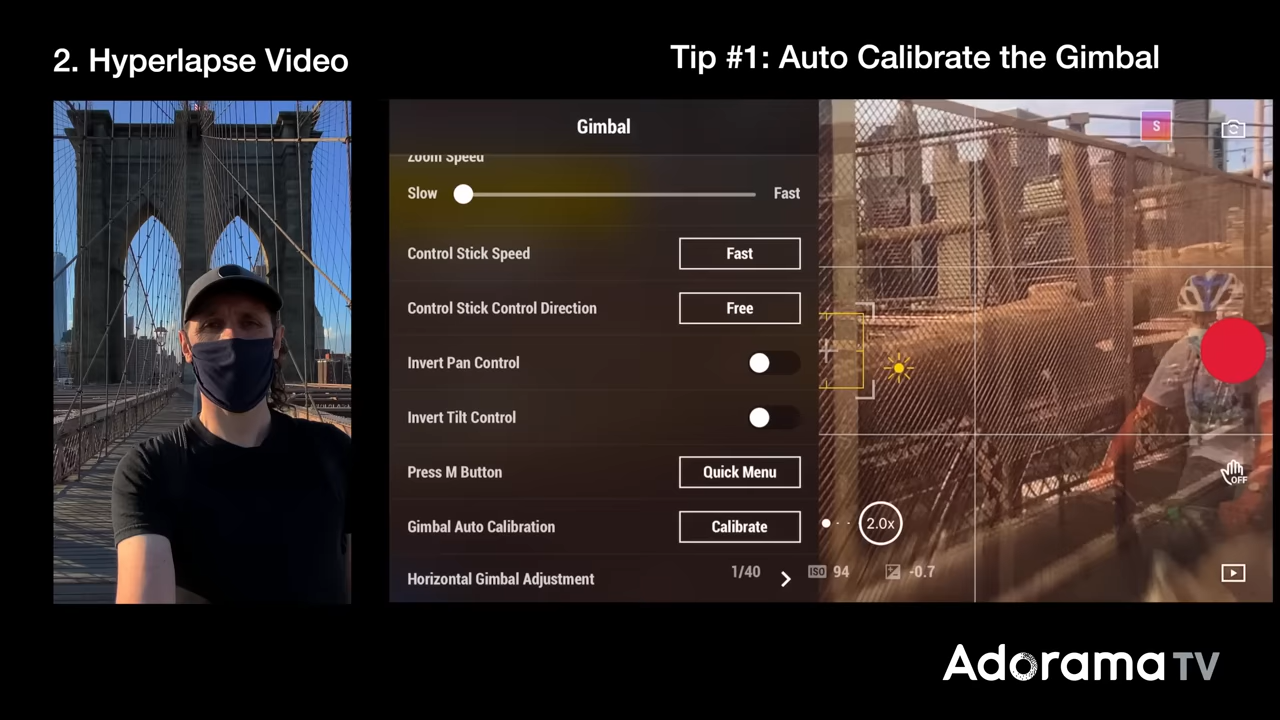 2. Hyperlapse Video
Tip #1: Auto Calibrate the Gimbal
Gimbal
Zoom Speed
Slow
Fast
Control Stick Speed
Fast
Control Stick Control Direction
Free
Invert Pan Control
Invert Tilt Control
Press M Button
Quick Menu
Gimbal Auto Calibration
Calibrate
Horizontal Gimbal Adjustment
1/40
ISO 94
-0.7
S
2.0x
OFF
Adorama TV